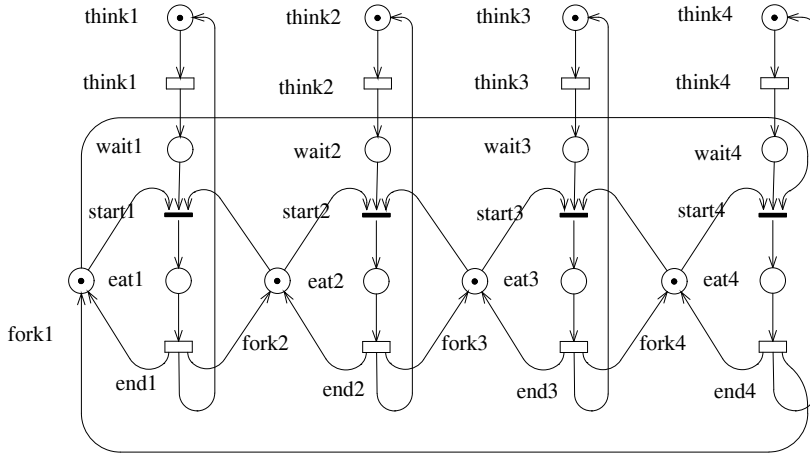 think1 think2 think3 think4
think1 think2 think3 think4
wait1 wait2 wait3 wait4
start1 start2 start3 start4
eat1 eat2 eat3 eat4
fork1 fork2 fork3 fork4
end1 end2 end3 end4